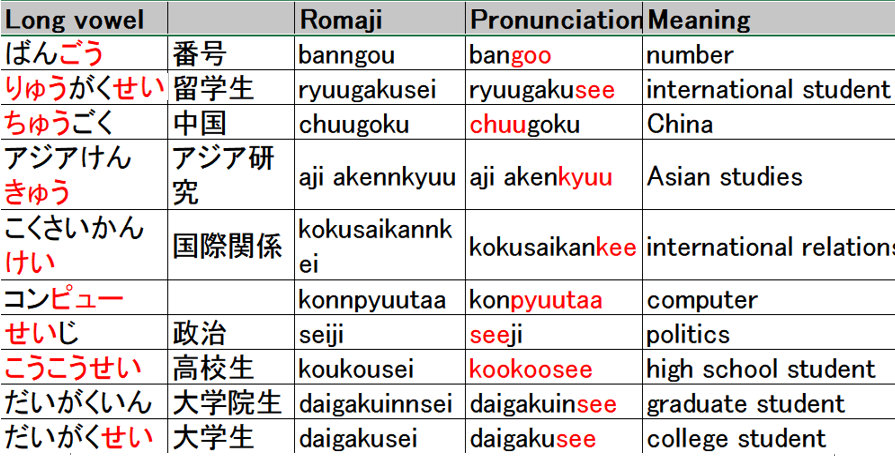 Long vowel Romaji Pronunciation Meaning
ばんごう 番号 banngou bangoo number
りゅうがくせい 留学生 ryuugakusei ryuugakusee international student
ちゅうごく 中国 chuugoku chuugoku China
アジアけん アジア研
きゅう 究 aji akennkyuu aji akenkyuu Asian studies
こくさいかん kokusaikannk
けい 国際関係 ei kokusaikankee international relations
コンピュー konnpyuutaa konpyuutaa computer
せいじ 政治 seiji seeji politics
こうこうせい 高校生 koukousei kookoosee high school student
だいがくいん 大学院生 daigakuinnsei daigakuinsee graduate student
だいがくせい 大学生 daigakusei daigakusee college student